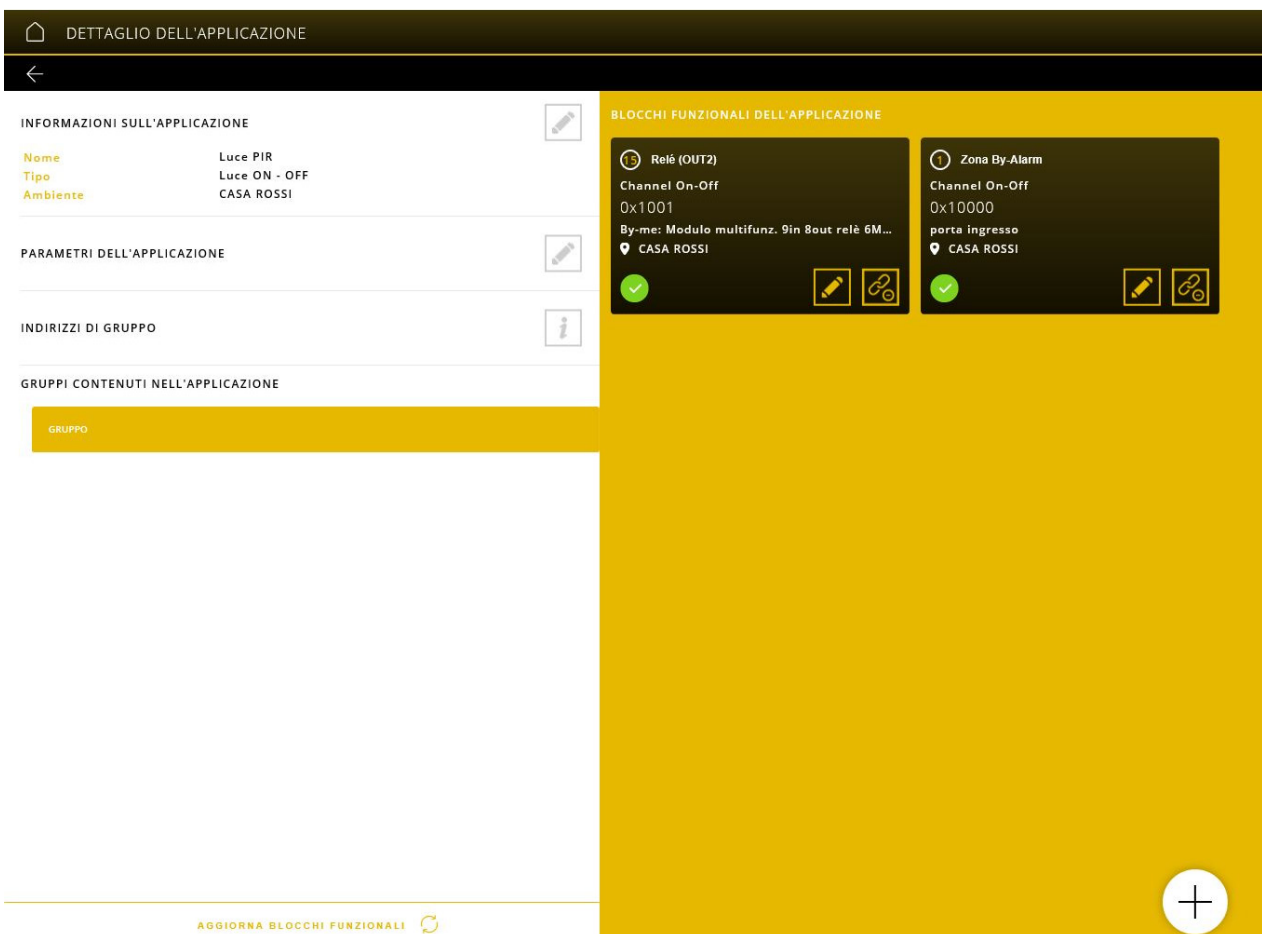 DETTAGLIO DELL'APPLICAZIONE
INFORMAZIONI SULL'APPLICAZIONE
Nome Luce PIR
Tipo Luce ON - OFF
Ambiente CASA ROSSI
PARAMETRI DELL'APPLICAZIONE
INDIRIZZI DI GRUPPO
i
GRUPPI CONTENUTI NELL'APPLICAZIONE
GRUPPO
AGGIORNA BLOCCHI FUNZIONALI
BLOCCHI FUNZIONALI DELL'APPLICAZIONE
15 Relé (OUT2)
Channel On-Off
0x1001
By-me: Modulo multifunz. 9in 8out relè 6M...
CASA ROSSI
1 Zona By-Alarm
Channel On-Off
0x10000
porta ingresso
CASA ROSSI